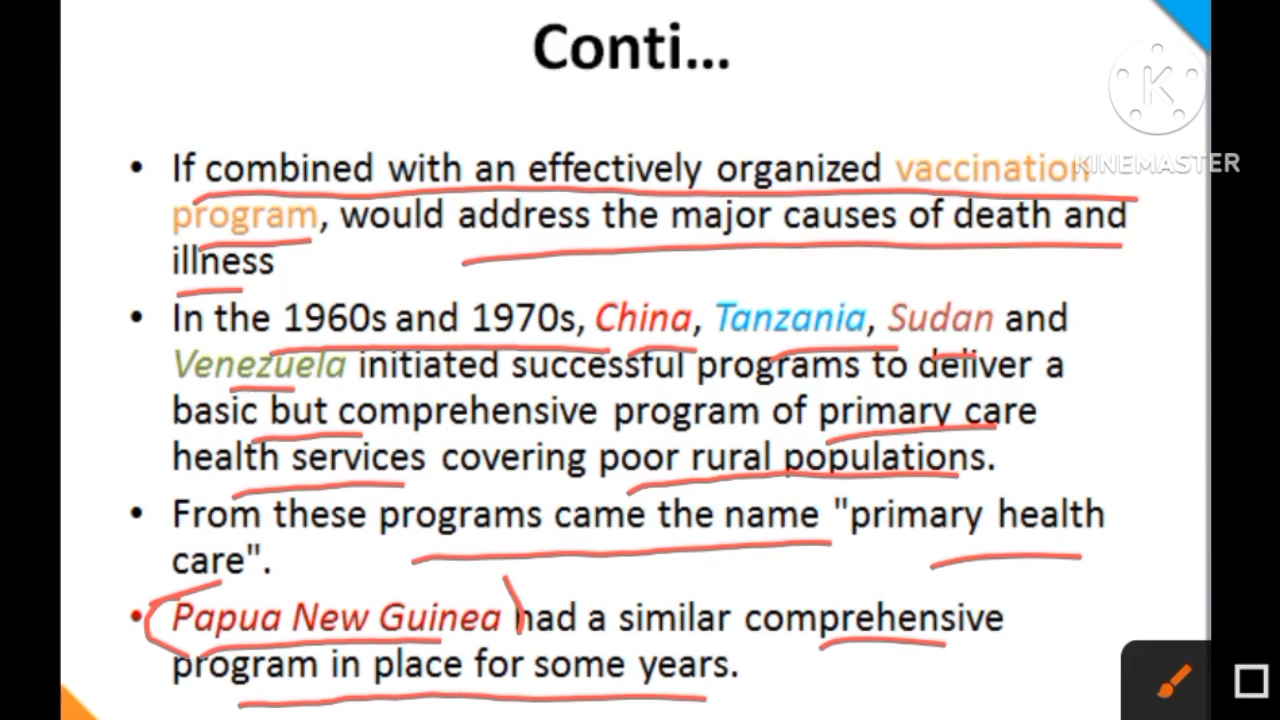 Conti...
KINEMASTER
• If combined with an effectively organized vaccination
program, would address the major causes of death and
illness
• In the 1960s and 1970s, China, Tanzania, Sudan and
Venezuela initiated successful programs to deliver a
basic but comprehensive program of primary care
health services covering poor rural populations.
• From these programs came the name "primary health
care".
• Papua New Guinea had a similar comprehensive
program in place for some years.